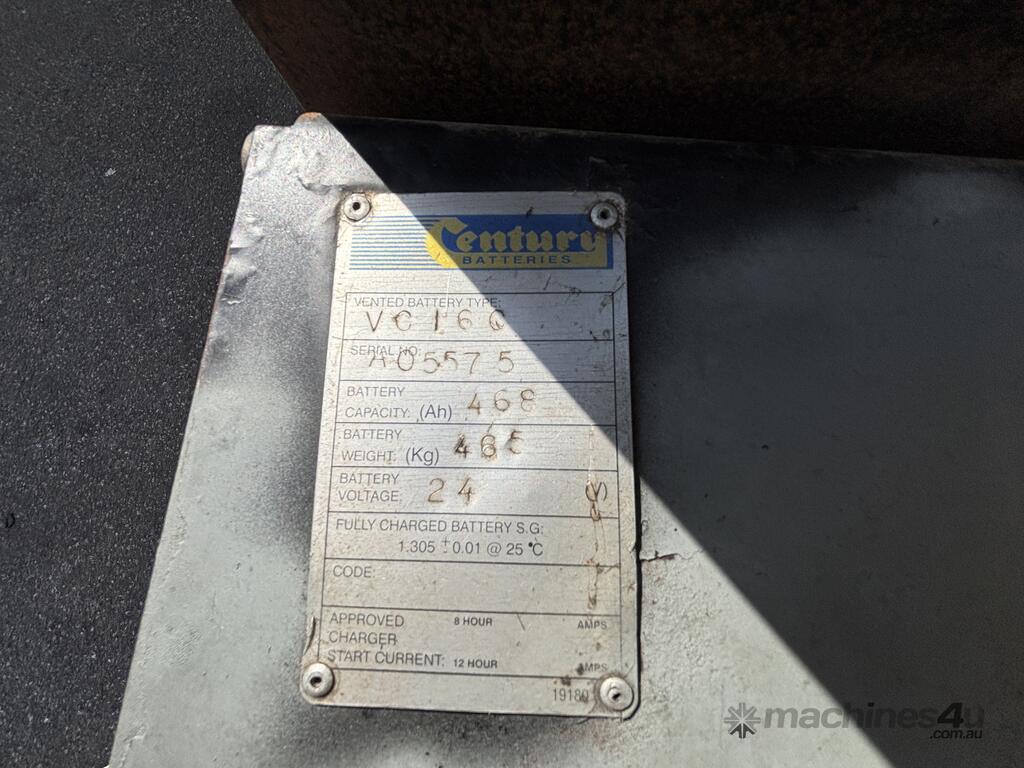 Century
BATTERIES
VENTED BATTERY TYPE:
SERIAL NO:
A05575
BATTERY
CAPACITY: (Ah) 468
BATTERY
WEIGHT: (Kg) 465
BATTERY
VOLTAGE: 24
FULLY CHARGED BATTERY S.G:
1.305 ± 0.01 @ 25 °C
CODE:
APPROVED 8 HOUR AMPS
CHARGER
START CURRENT: 12 HOUR AMPS
19180
machines4u
.com.au